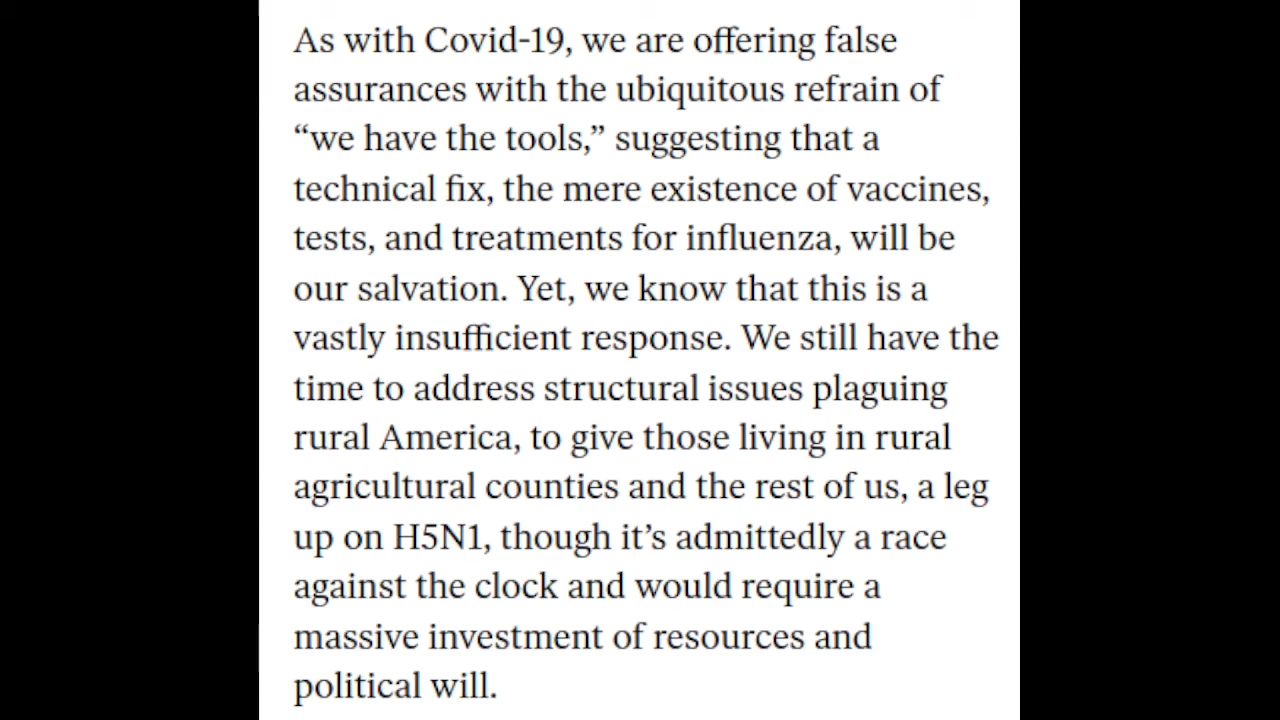 As with Covid-19, we are offering false
assurances with the ubiquitous refrain of
“we have the tools,” suggesting that a
technical fix, the mere existence of vaccines,
tests, and treatments for influenza, will be
our salvation. Yet, we know that this is a
vastly insufficient response. We still have the
time to address structural issues plaguing
rural America, to give those living in rural
agricultural counties and the rest of us, a leg
up on H5N1, though it’s admittedly a race
against the clock and would require a
massive investment of resources and
political will.